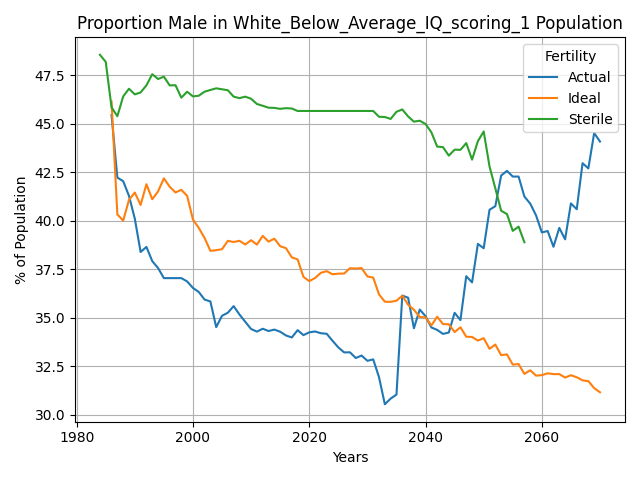 Proportion Male in White_Below_Average_IQ_scoring_1 Population
Fertility
Actual
Ideal
Sterile
% of Population
47.5
45.0
42.5
40.0
37.5
35.0
32.5
30.0
1980
2000
2020
2040
2060
Years